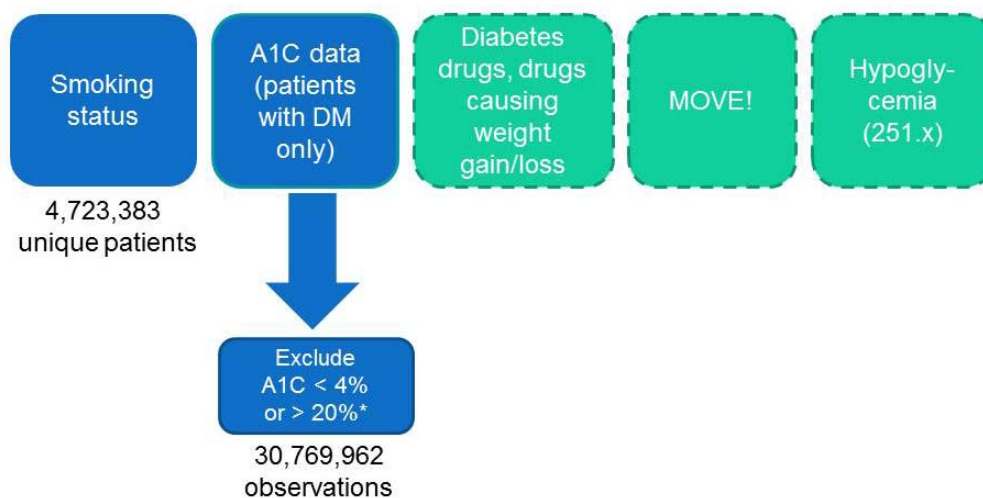 Smoking
status
A1C data
(patients
with DM
only)
Diabetes
drugs, drugs
causing
weight
gain/loss
MOVE!
Hypogly-
cemia
(251.x)
4,723,383
unique patients
Exclude
A1C < 4%
or > 20%*
30,769,962
observations